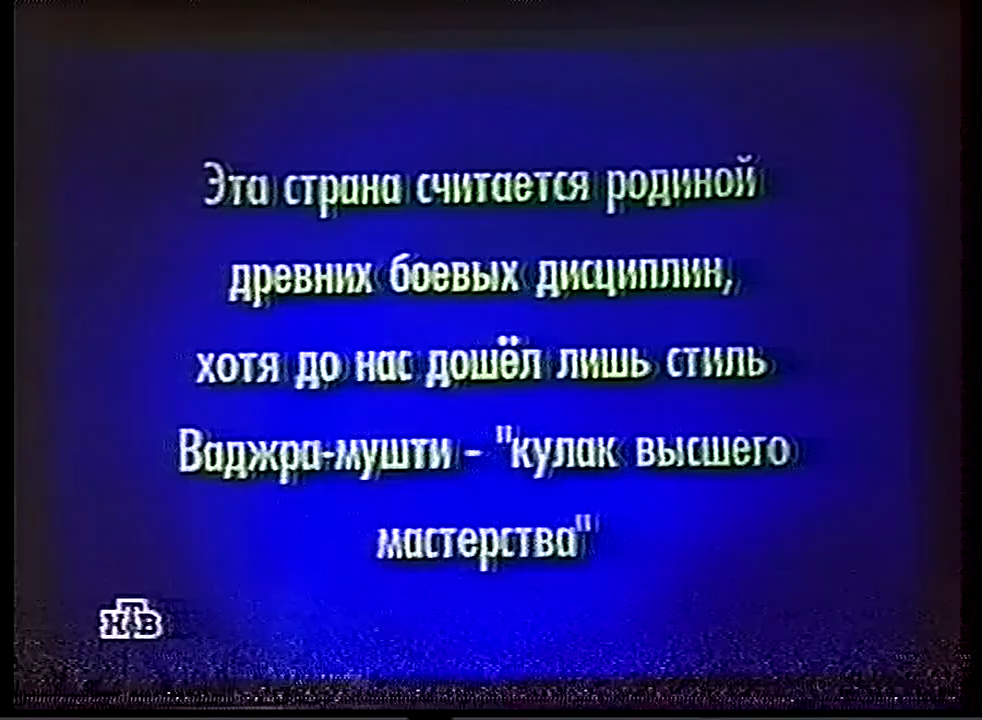 Эта страна считается родиной
древних боевых дисциплин,
хотя до нас дошёл лишь стиль
Ваджра-мушти - "кулак высшего
мастерства"
НТВ